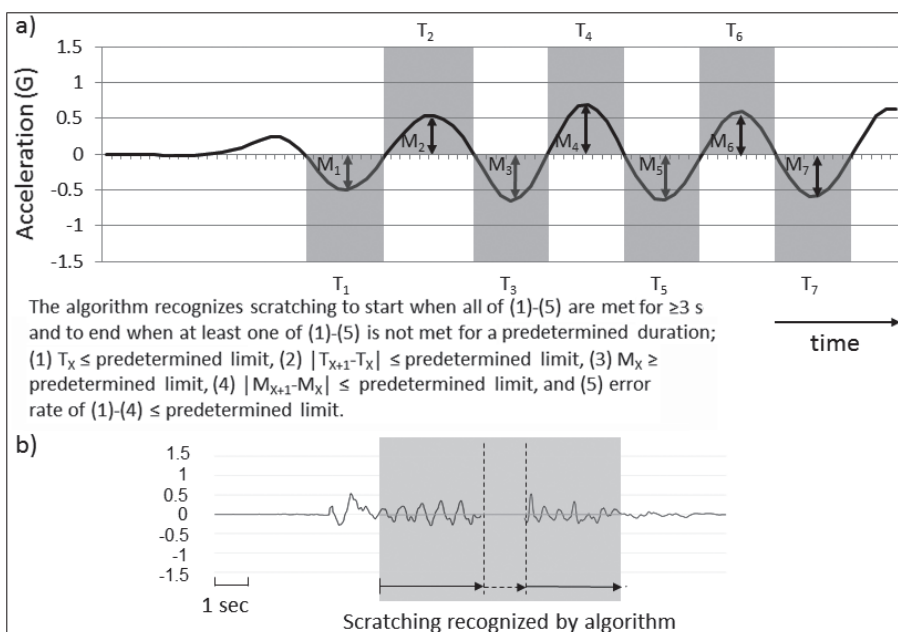 a)
T₂ T₄ T₆
1.5
1
0.5
0
-0.5
-1
-1.5
Acceleration (G)
M₁ M₂ M₃ M₄ M₅ M₆ M₇
T₁ T₃ T₅ T₇
time
The algorithm recognizes scratching to start when all of (1)-(5) are met for ≥3 s
and to end when at least one of (1)-(5) is not met for a predetermined duration;
(1) Tₓ ≤ predetermined limit, (2) |Tₓ₊₁-Tₓ| ≤ predetermined limit, (3) Mₓ ≥
predetermined limit, (4) |Mₓ₊₁-Mₓ| ≤ predetermined limit, and (5) error
rate of (1)-(4) ≤ predetermined limit.
b)
1.5
1
0.5
0
-0.5
-1
-1.5
1 sec
Scratching recognized by algorithm